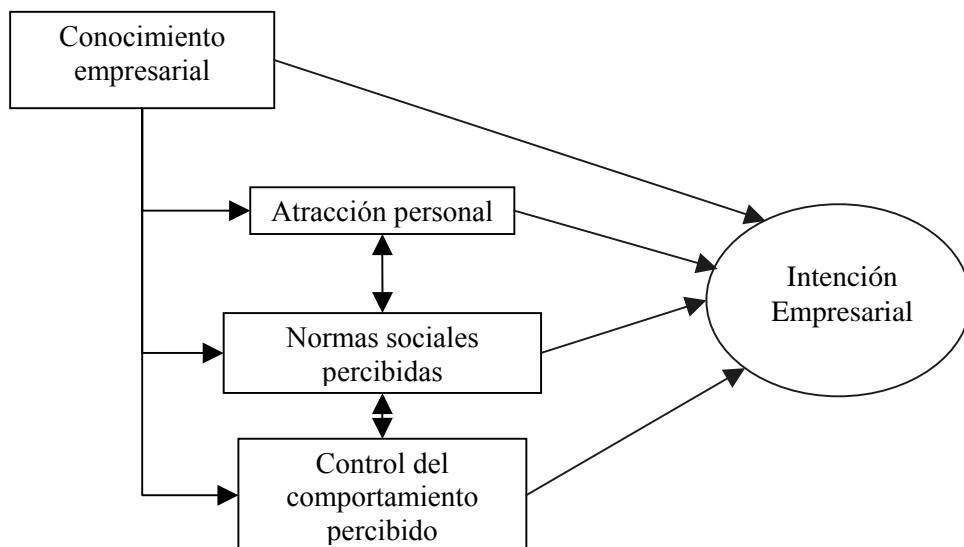 Conocimiento
empresarial
Atracción personal
Normas sociales
percibidas
Control del
comportamiento
percibido
Intención
Empresarial